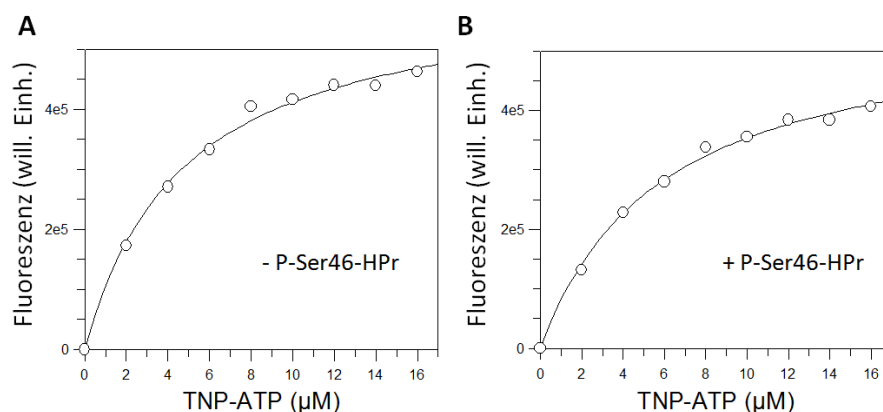 A
Fluoreszenz (will. Einh.)
4e5
2e5
0
- P-Ser46-HPr
0 2 4 6 8 10 12 14 16
TNP-ATP (µM)
B
Fluoreszenz (will. Einh.)
4e5
2e5
0
+ P-Ser46-HPr
0 2 4 6 8 10 12 14 16
TNP-ATP (µM)